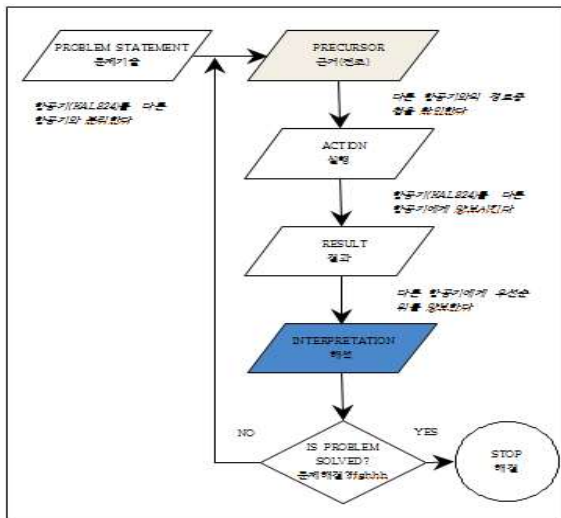 PROBLEM STATEMENT
문제기술
PRECURSOR
근거(전조)
항공기(KAL824)를 다른
항공기와 분리한다
다른 항공기와의 경로중
첩을 확인한다
ACTION
실행
항공기(KAL824)를 다른
항공기에게 양보시킨다
RESULT
결과
다른 항공기에게 우선순
위를 양보한다
INTERPRETATION
해석
NO
IS PROBLEM
SOLVED?
문제해결?
YES
STOP
해결